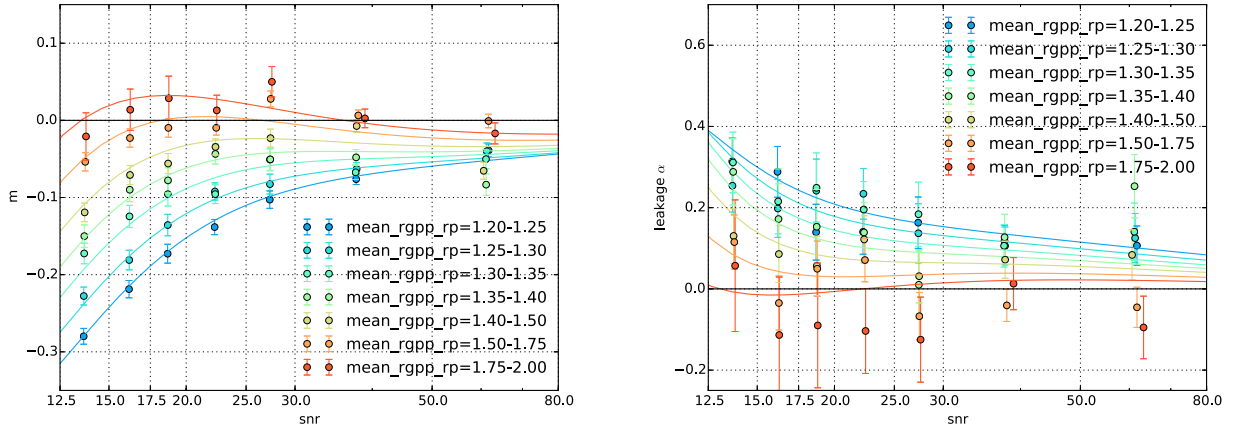 0.1
0.0
−0.1
−0.2
−0.3
m
12.5 15.0 17.5 20.0 25.0 30.0 50.0 80.0
snr
mean_rgpp_rp=1.20-1.25
mean_rgpp_rp=1.25-1.30
mean_rgpp_rp=1.30-1.35
mean_rgpp_rp=1.35-1.40
mean_rgpp_rp=1.40-1.50
mean_rgpp_rp=1.50-1.75
mean_rgpp_rp=1.75-2.00
0.6
0.4
0.2
0.0
−0.2
leakage α
12.5 15.0 17.5 20.0 25.0 30.0 50.0 80.0
snr
mean_rgpp_rp=1.20-1.25
mean_rgpp_rp=1.25-1.30
mean_rgpp_rp=1.30-1.35
mean_rgpp_rp=1.35-1.40
mean_rgpp_rp=1.40-1.50
mean_rgpp_rp=1.50-1.75
mean_rgpp_rp=1.75-2.00